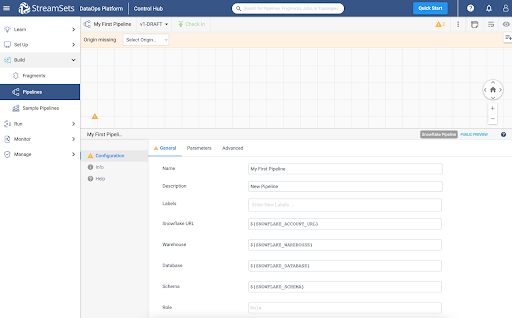 StreamSets DataOps Platform Control Hub Search for Pipelines, Fragments, Jobs, or Topologies Quick Start
Learn
Set Up
Build
Fragments
Pipelines
Sample Pipelines
Run
Monitor
Manage
My First Pipeline v1-DRAFT Check In 2
Origin missing Select Origin...
My First Pipeli... Snowflake Pipeline PUBLIC PREVIEW
Configuration
Info
Help
General Parameters Advanced
Name My First Pipeline
Description New Pipeline
Labels Enter New Labels...
Snowflake URL ${SNOWFLAKE_ACCOUNT_URL}
Warehouse ${SNOWFLAKE_WAREHOUSE}
Database ${SNOWFLAKE_DATABASE}
Schema ${SNOWFLAKE_SCHEMA}
Role Role